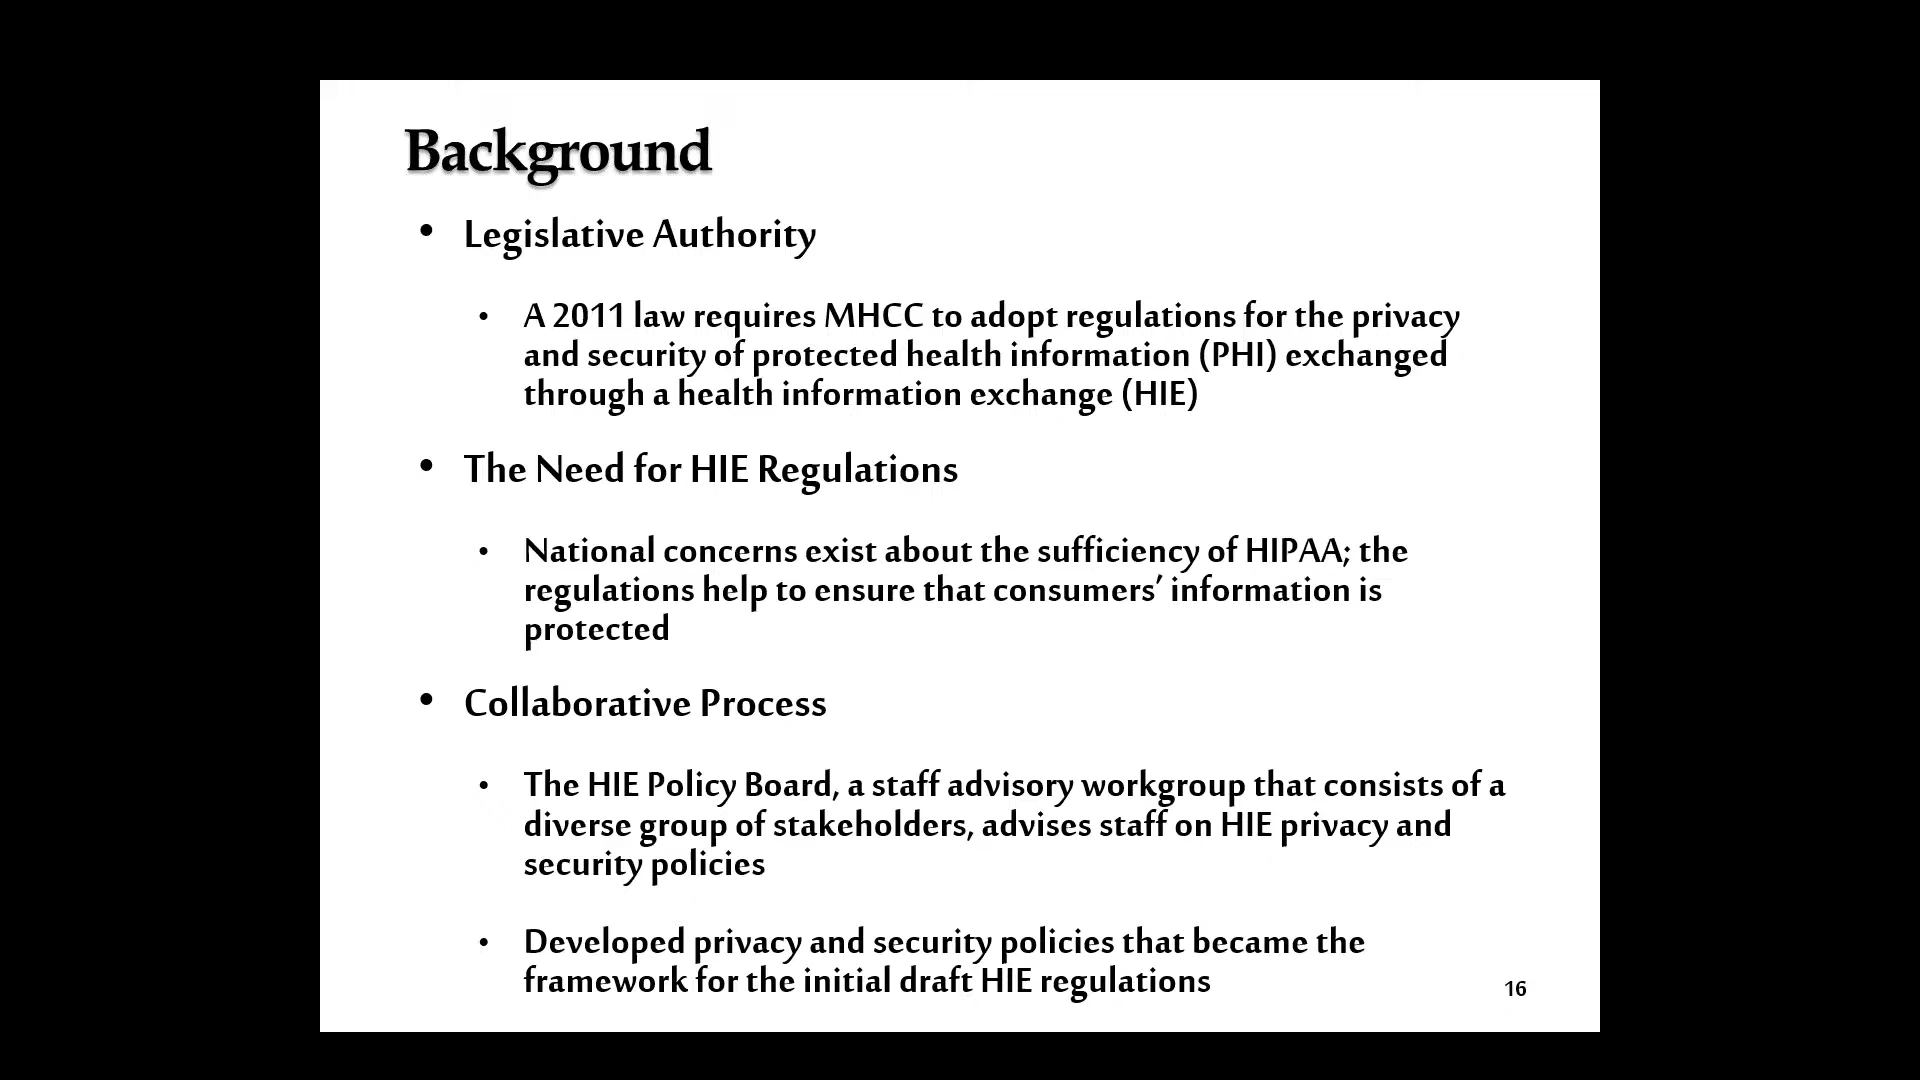 Background
• Legislative Authority
• A 2011 law requires MHCC to adopt regulations for the privacy
and security of protected health information (PHI) exchanged
through a health information exchange (HIE)
• The Need for HIE Regulations
• National concerns exist about the sufficiency of HIPAA; the
regulations help to ensure that consumers’ information is
protected
• Collaborative Process
• The HIE Policy Board, a staff advisory workgroup that consists of a
diverse group of stakeholders, advises staff on HIE privacy and
security policies
• Developed privacy and security policies that became the
framework for the initial draft HIE regulations
16